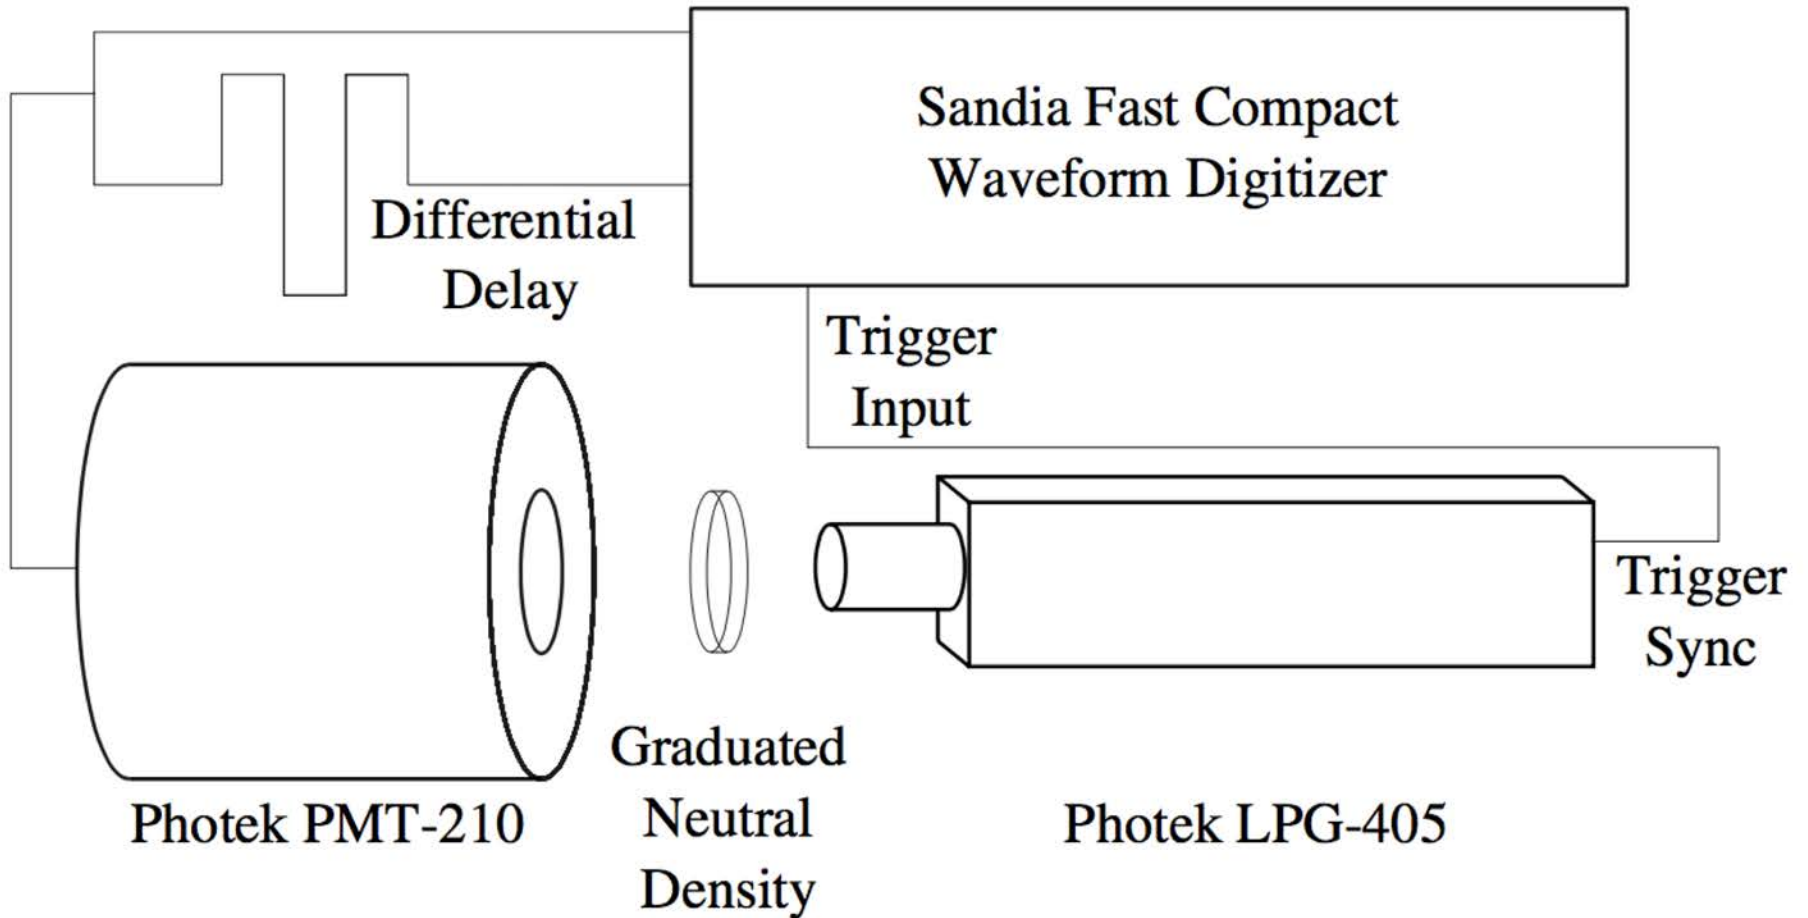 Sandia Fast Compact
Waveform Digitizer
Differential
Delay
Trigger
Input
Trigger
Sync
Graduated
Neutral
Density
Photek PMT-210
Photek LPG-405